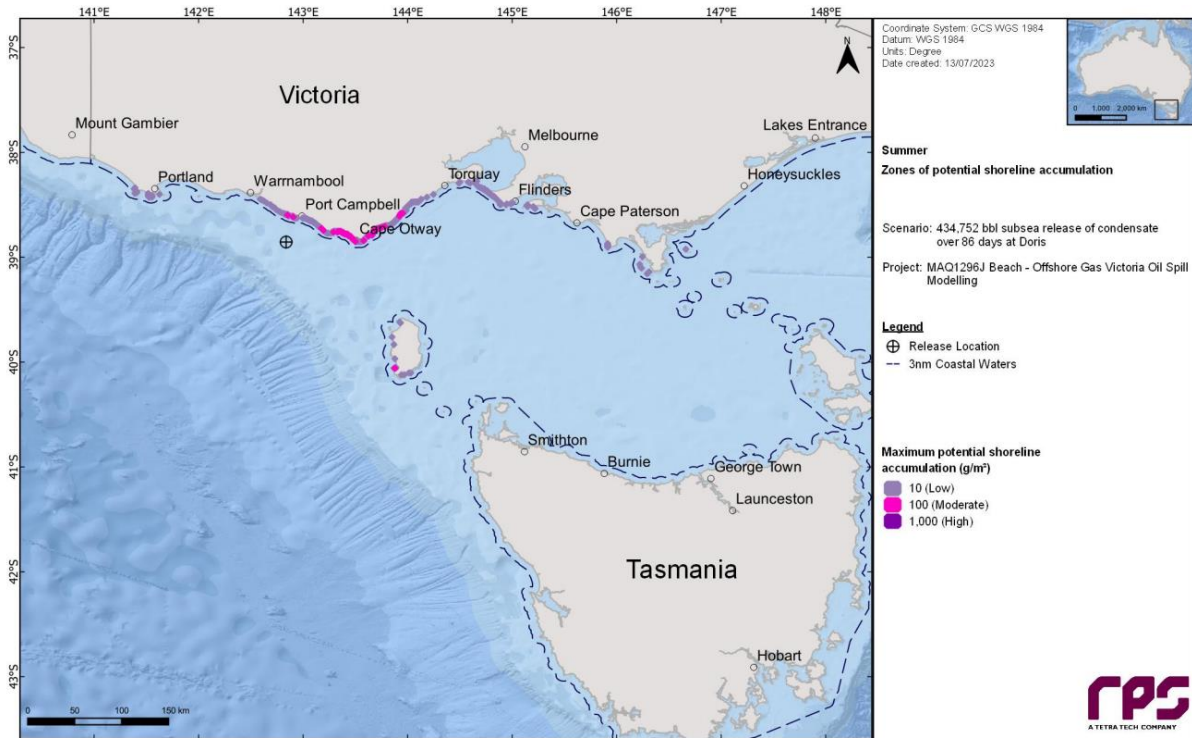 141°E 142°E 143°E 144°E 145°E 146°E 147°E 148°E
37°S
38°S
39°S
40°S
41°S
42°S
43°S
N
Victoria
Mount Gambier
Melbourne
Lakes Entrance
Portland
Warrnambool
Torquay
Honeysuckles
Flinders
Port Campbell
Cape Paterson
Cape Otway
Smithton
Burnie
George Town
Launceston
Tasmania
Hobart
0 50 100 150 km
Coordinate System: GCS WGS 1984
Datum: WGS 1984
Units: Degree
Date created: 13/07/2023
0 1,000 2,000 km
Summer
Zones of potential shoreline accumulation
Scenario: 434,752 bbl subsea release of condensate
over 86 days at Doris
Project: MAQ1296J Beach - Offshore Gas Victoria Oil Spill
Modelling
Legend
Release Location
3nm Coastal Waters
Maximum potential shoreline
accumulation (g/m²)
10 (Low)
100 (Moderate)
1,000 (High)
rps
A TETRA TECH COMPANY